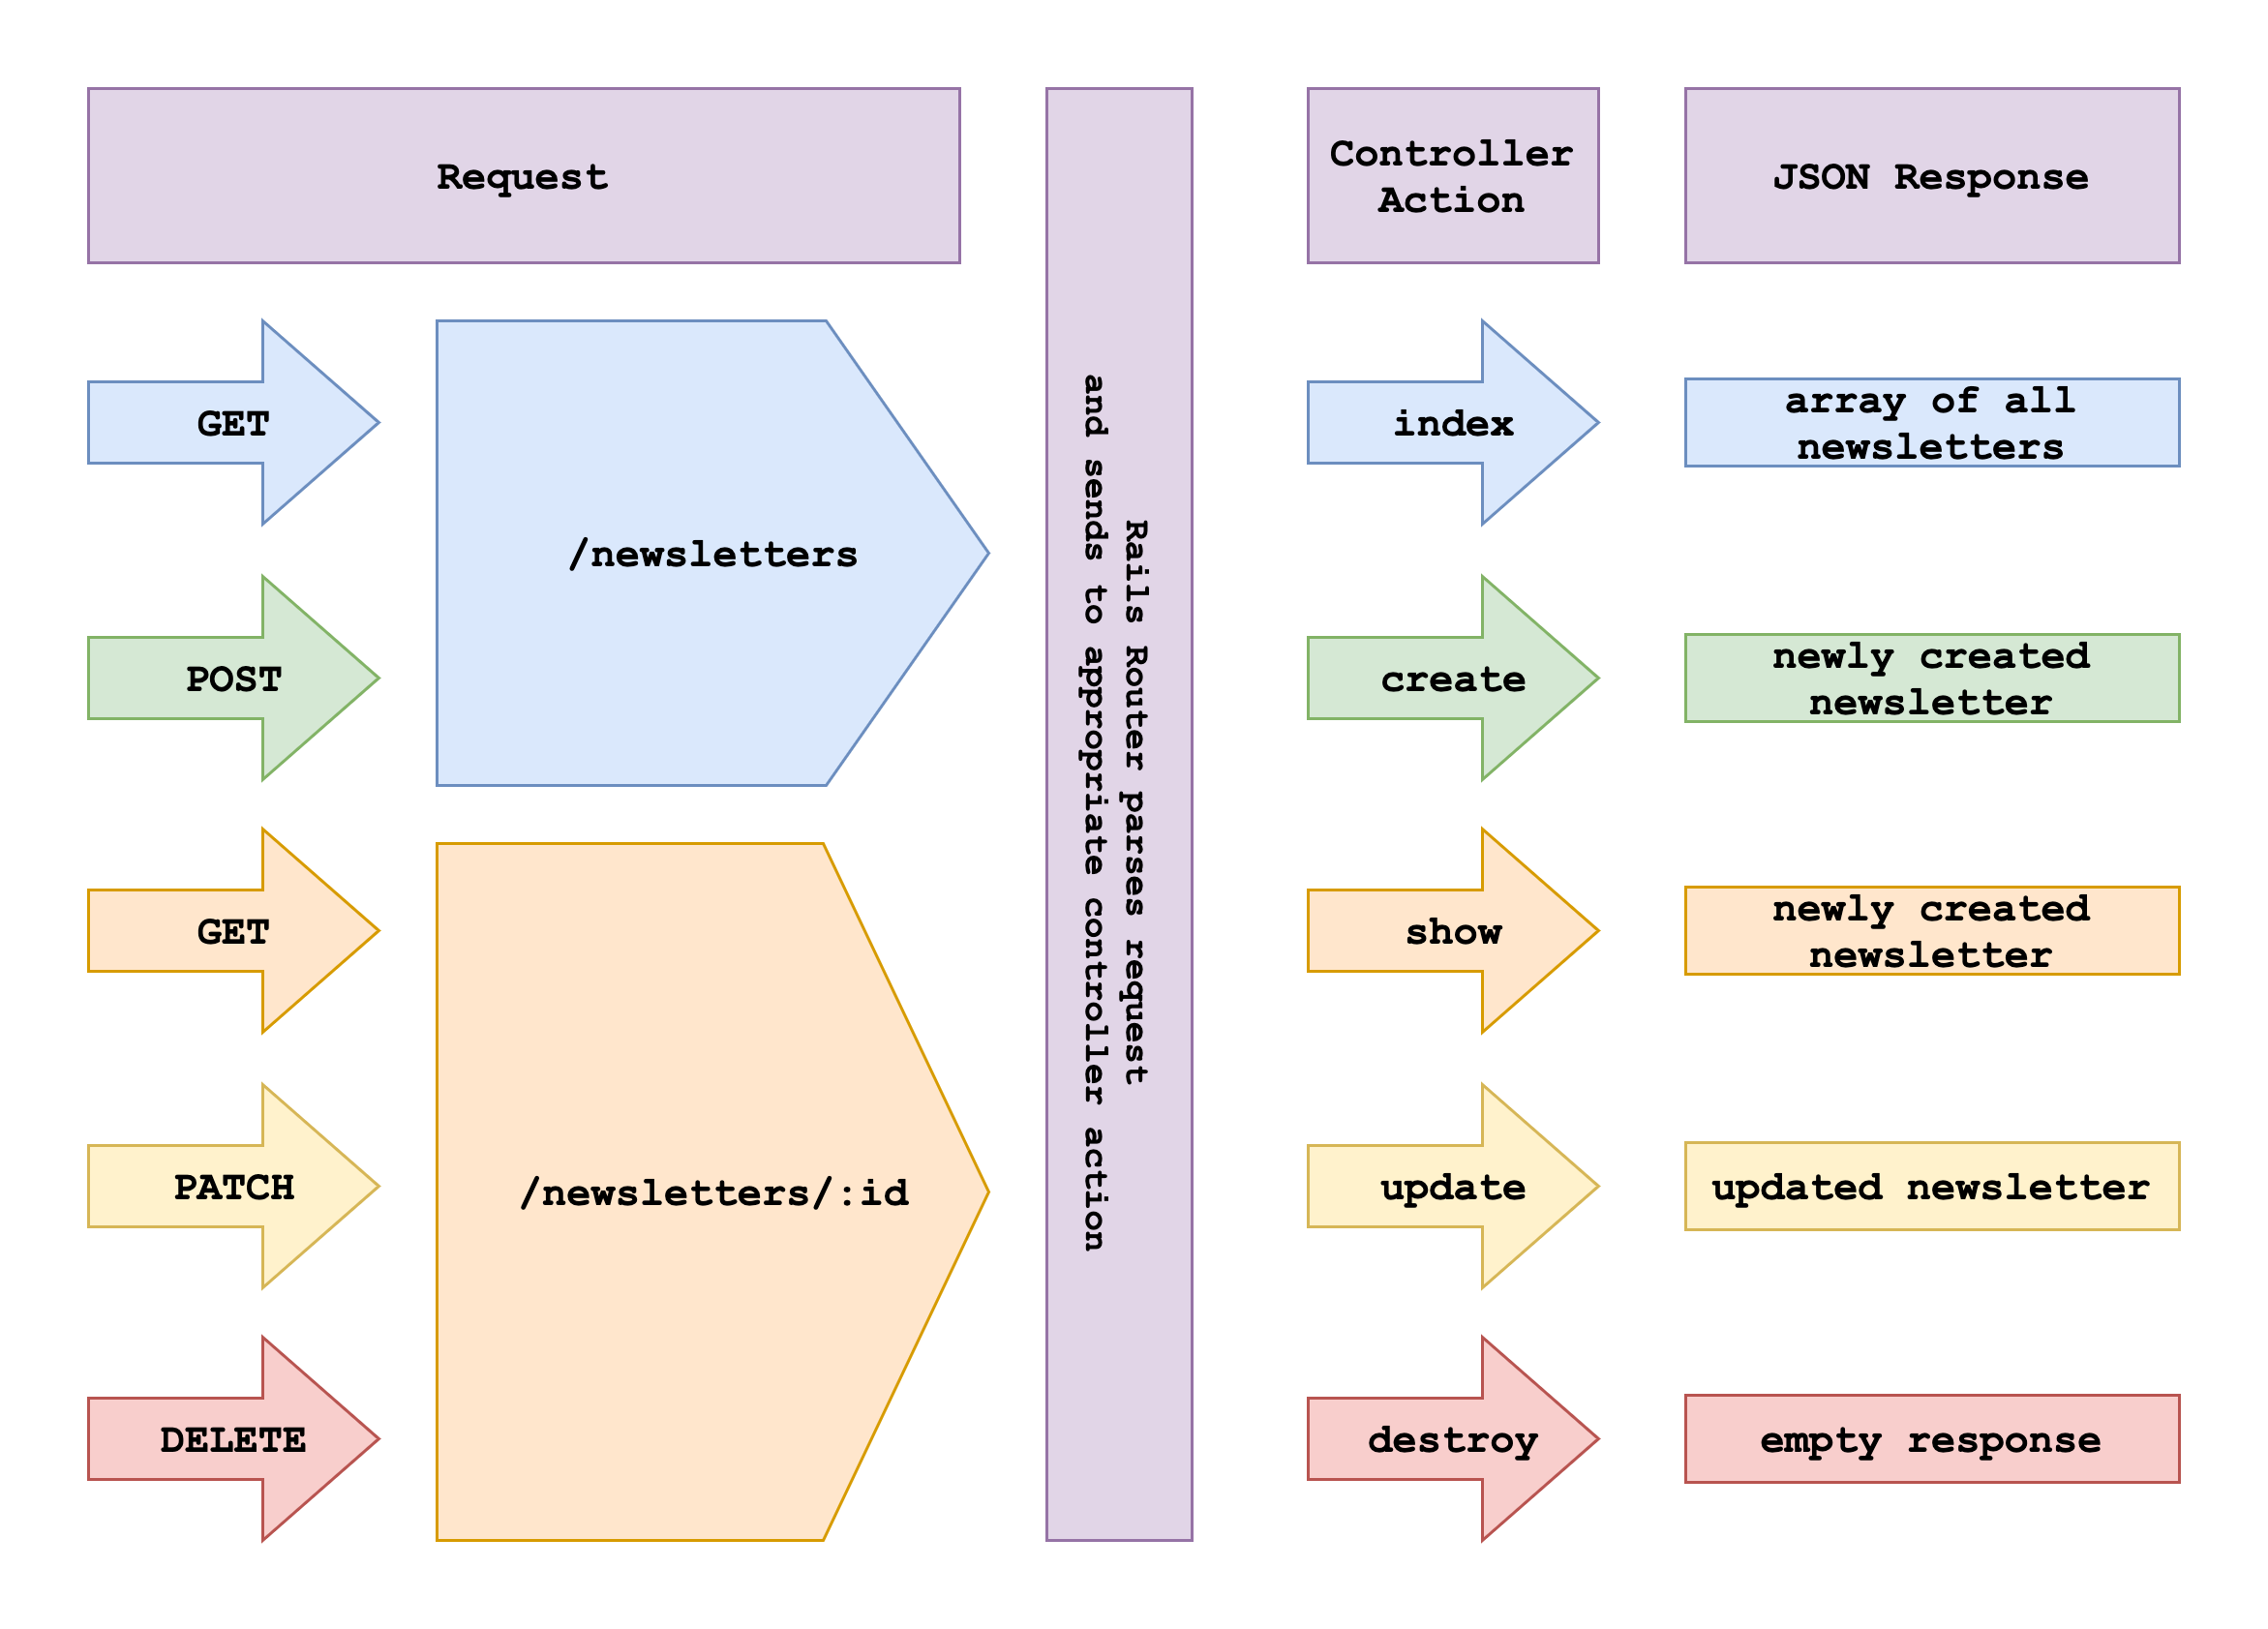 Request
Controller
Action
JSON Response
GET
/newsletters
POST
GET
/newsletters/:id
PATCH
DELETE
Rails Router parses request
and sends to appropriate controller action
index
array of all
newsletters
create
newly created
newsletter
show
newly created
newsletter
update
updated newsletter
destroy
empty response